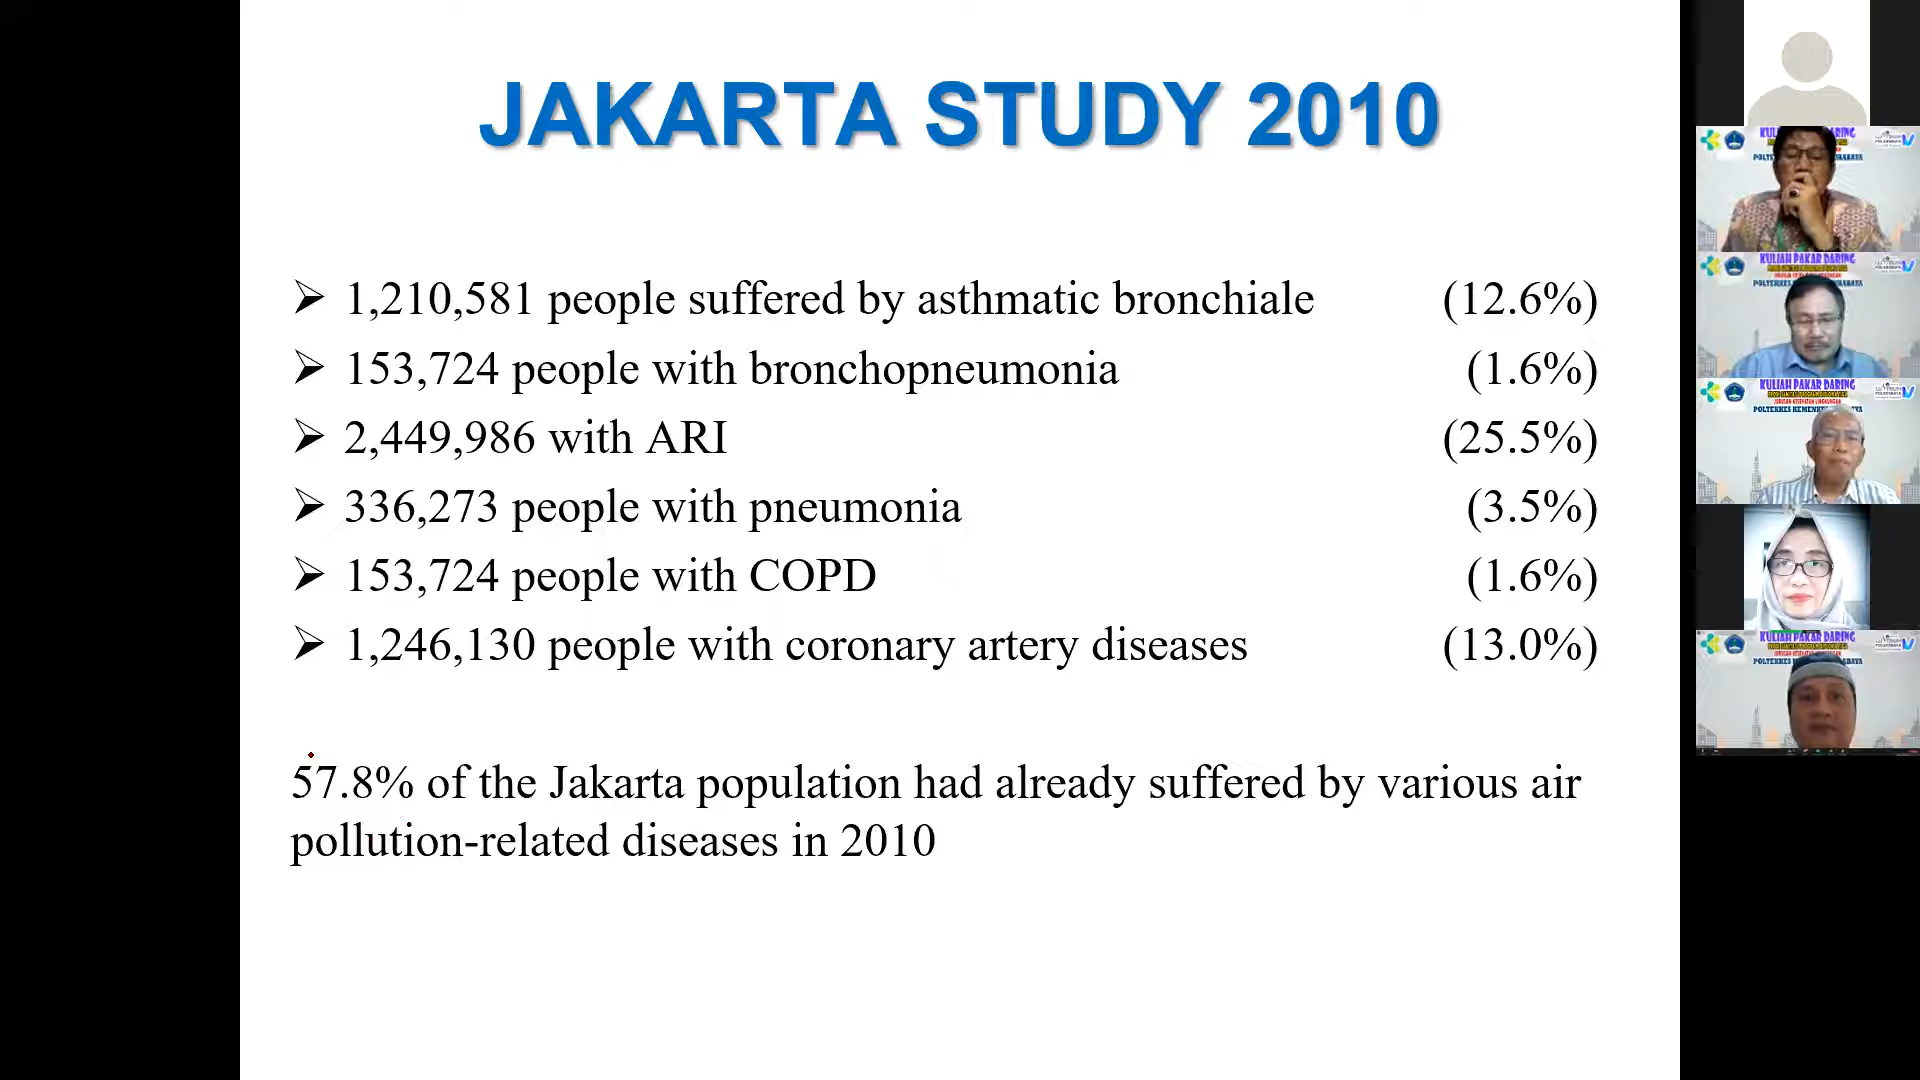 JAKARTA STUDY 2010
➢ 1,210,581 people suffered by asthmatic bronchiale (12.6%)
➢ 153,724 people with bronchopneumonia (1.6%)
➢ 2,449,986 with ARI (25.5%)
➢ 336,273 people with pneumonia (3.5%)
➢ 153,724 people with COPD (1.6%)
➢ 1,246,130 people with coronary artery diseases (13.0%)
57.8% of the Jakarta population had already suffered by various air
pollution-related diseases in 2010
KULIAH PAKAR DARING
KULIAH PAKAR DARING
POLTEKKES
KULIAH PAKAR DARING